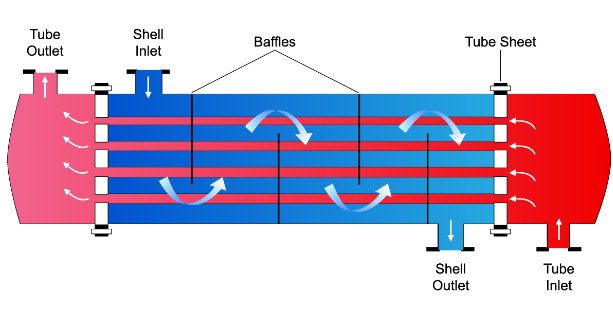 Tube
Outlet
Shell
Inlet
Baffles
Tube Sheet
Shell
Outlet
Tube
Inlet